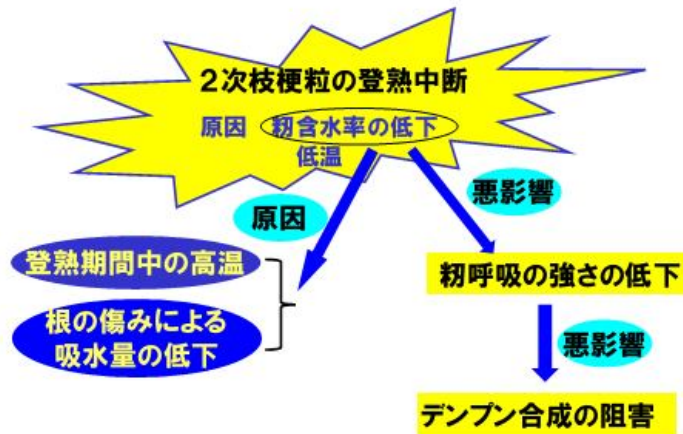 ２次枝梗粒の登熟中断
原因 籾含水率の低下
低温
原因
悪影響
登熟期間中の高温
根の傷みによる
吸水量の低下
籾呼吸の強さの低下
悪影響
デンプン合成の阻害